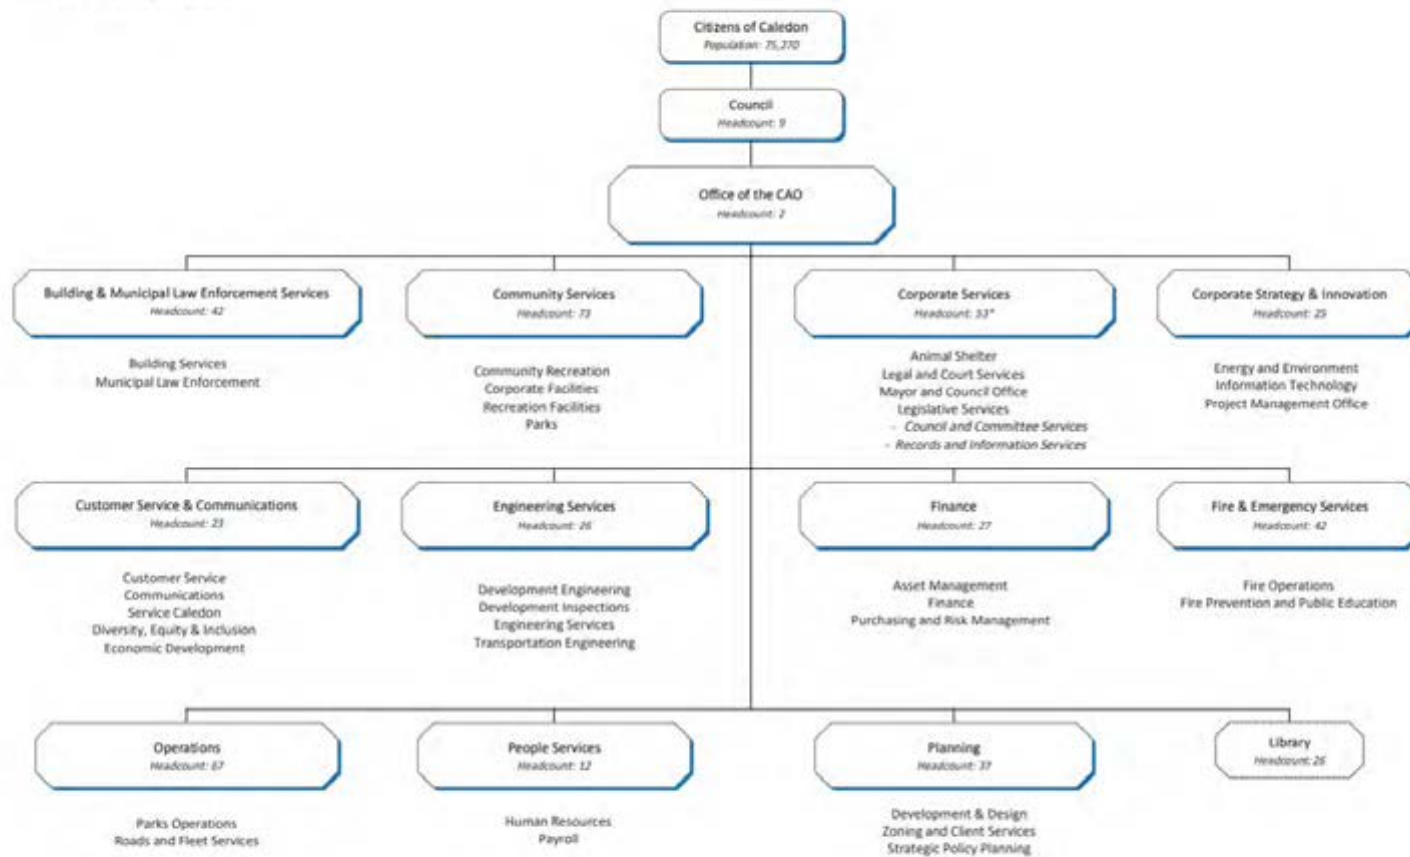 Citizens of Caledon
Population: 75,270
Council
Headcount: 9
Office of the CAO
Headcount: 2
Building & Municipal Law Enforcement Services
Headcount: 42
Building Services
Municipal Law Enforcement
Community Services
Headcount: 73
Community Recreation
Corporate Facilities
Recreation Facilities
Parks
Corporate Services
Headcount: 53*
Animal Shelter
Legal and Court Services
Mayor and Council Office
Legislative Services
- Council and Committee Services
- Records and Information Services
Corporate Strategy & Innovation
Headcount: 25
Energy and Environment
Information Technology
Project Management Office
Customer Service & Communications
Headcount: 23
Customer Service
Communications
Service Caledon
Diversity, Equity & Inclusion
Economic Development
Engineering Services
Headcount: 26
Development Engineering
Development Inspections
Engineering Services
Transportation Engineering
Finance
Headcount: 27
Asset Management
Finance
Purchasing and Risk Management
Fire & Emergency Services
Headcount: 42
Fire Operations
Fire Prevention and Public Education
Operations
Headcount: 67
Parks Operations
Roads and Fleet Services
People Services
Headcount: 12
Human Resources
Payroll
Planning
Headcount: 37
Development & Design
Zoning and Client Services
Strategic Policy Planning
Library
Headcount: 26